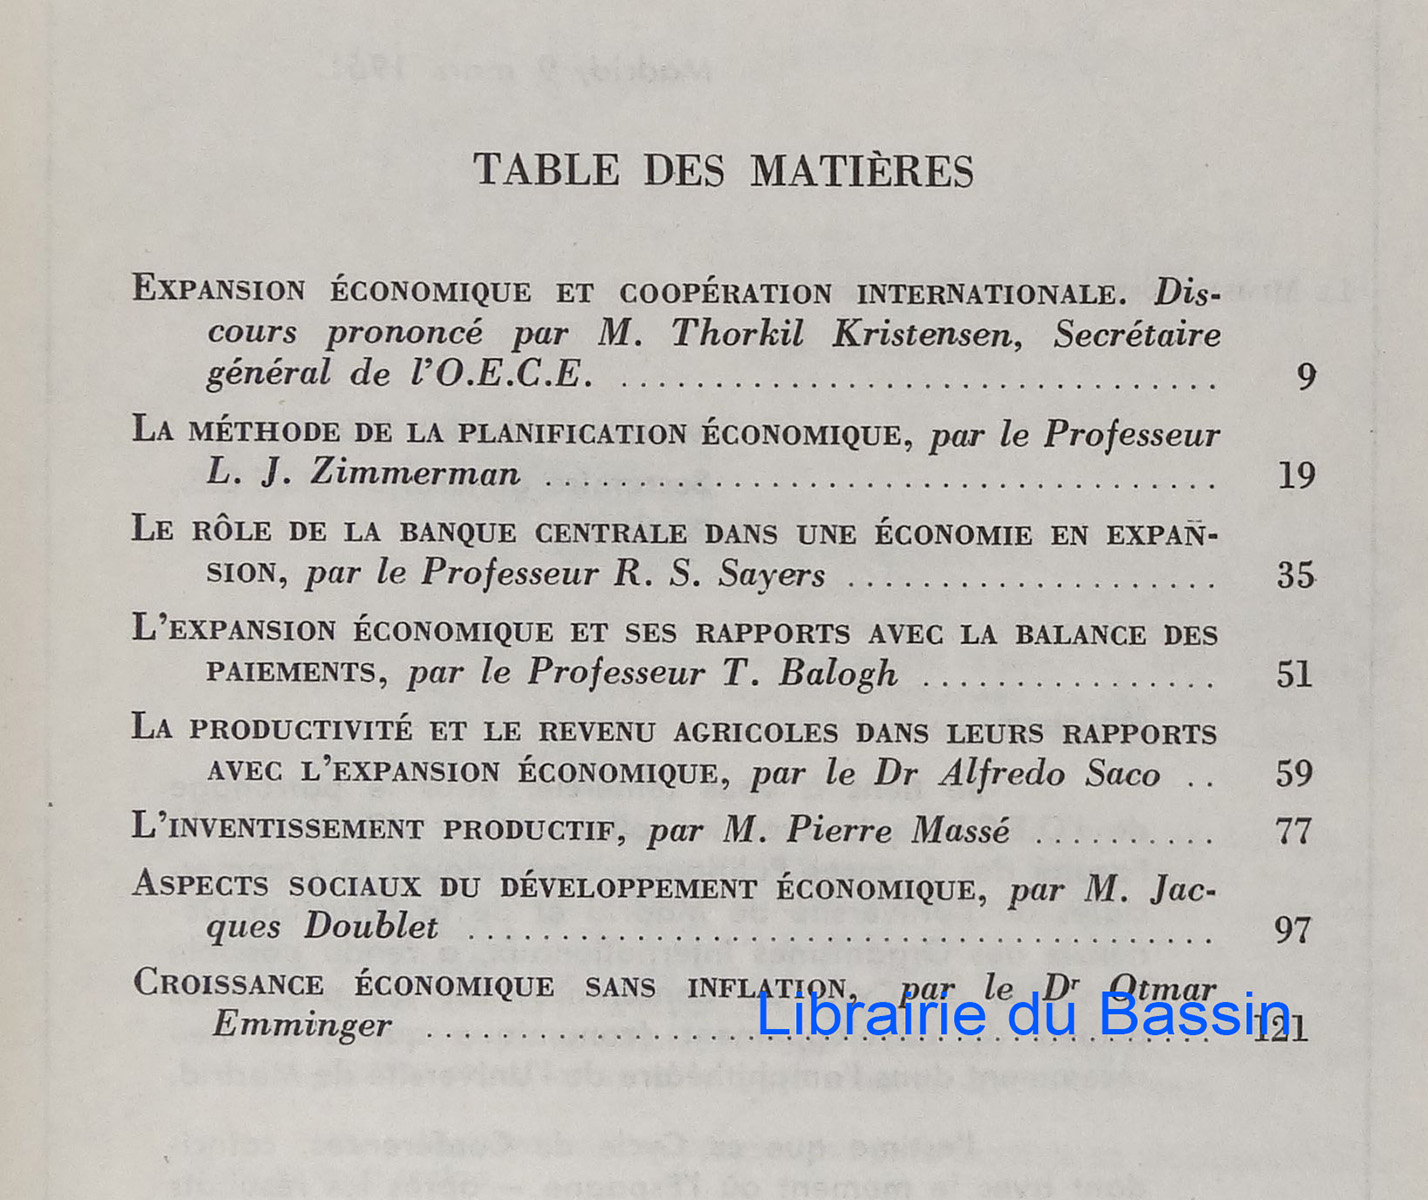 TABLE DES MATIÈRES
EXPANSION ÉCONOMIQUE ET COOPÉRATION INTERNATIONALE. Dis-
cours prononcé par M. Thorkil Kristensen, Secrétaire
général de l'O.E.C.E. ................................ 9
LA MÉTHODE DE LA PLANIFICATION ÉCONOMIQUE, par le Professeur
L. J. Zimmerman .................................... 19
LE RÔLE DE LA BANQUE CENTRALE DANS UNE ÉCONOMIE EN EXPAN-
SION, par le Professeur R. S. Sayers .................... 35
L'EXPANSION ÉCONOMIQUE ET SES RAPPORTS AVEC LA BALANCE DES
PAIEMENTS, par le Professeur T. Balogh ................ 51
LA PRODUCTIVITÉ ET LE REVENU AGRICOLES DANS LEURS RAPPORTS
AVEC L'EXPANSION ÉCONOMIQUE, par le Dr Alfredo Saco .. 59
L'INVENTISSEMENT PRODUCTIF, par M. Pierre Massé .......... 77
ASPECTS SOCIAUX DU DÉVELOPPEMENT ÉCONOMIQUE, par M. Jac-
ques Doublet ........................................ 97
CROISSANCE ÉCONOMIQUE SANS INFLATION, par le Dr Otmar
Emminger .......................................... 121
Librairie du Bassin